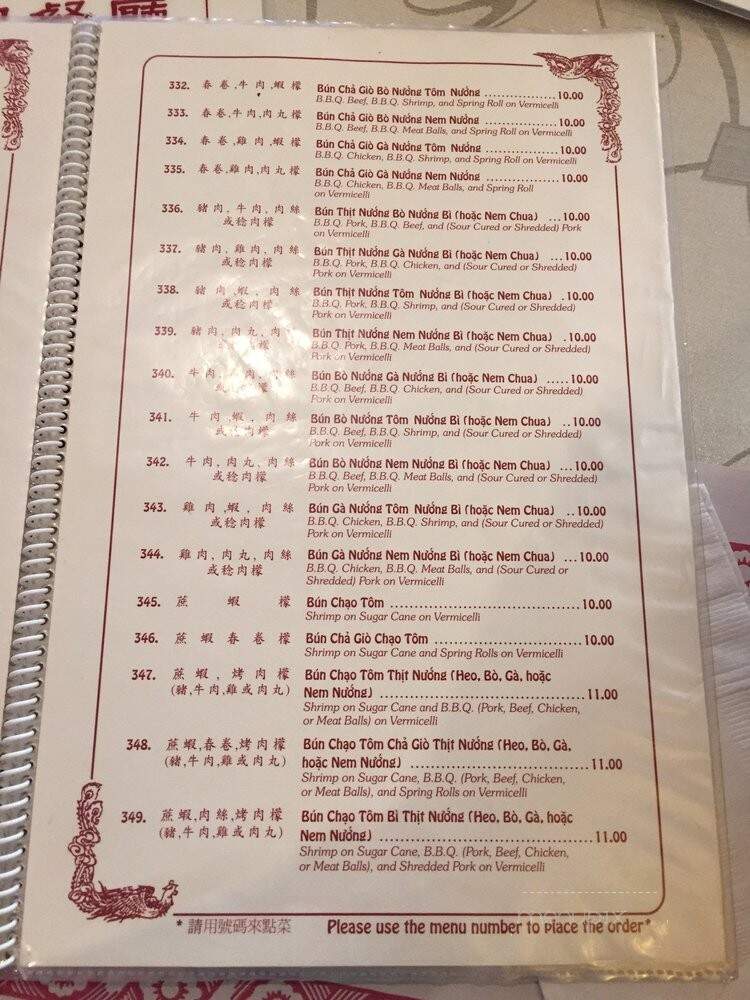 332. 春卷,牛肉,蝦檬 Bún Chả Giò Bò Nướng Tôm Nướng ..................10.00
B.B.Q. Beef, B.B.Q. Shrimp, and Spring Roll on Vermicelli
333. 春卷,牛肉,肉丸檬 Bún Chả Giò Bò Nướng Nem Nướng ..................10.00
B.B.Q. Beef, B.B.Q. Meat Balls, and Spring Roll on Vermicelli
334. 春卷,雞肉,蝦檬 Bún Chả Giò Gà Nướng Tôm Nướng ..................10.00
B.B.Q. Chicken, B.B.Q. Shrimp, and Spring Roll on Vermicelli
335. 春卷,雞肉,肉丸檬 Bún Chả Giò Gà Nướng Nem Nướng ..................10.00
B.B.Q. Chicken, B.B.Q. Meat Balls, and Spring Roll
on Vermicelli
336. 豬肉,牛肉,肉絲 Bún Thịt Nướng Bò Nướng Bì (hoặc Nem Chua) ...10.00
或稔肉檬 B.B.Q. Pork, B.B.Q. Beef, and (Sour Cured or Shredded) Pork
on Vermicelli
337. 豬肉,雞肉、肉絲 Bún Thịt Nướng Gà Nướng Bì (hoặc Nem Chua) ...10.00
或稔肉檬 B.B.Q. Pork, B.B.Q. Chicken, and (Sour Cured or Shredded)
Pork on Vermicelli
338. 豬肉,蝦,肉絲 Bún Thịt Nướng Tôm Nướng Bì (hoặc Nem Chua) .10.00
或稔肉檬 B.B.Q. Pork, B.B.Q. Shrimp, and (Sour Cured or Shredded)
Pork on Vermicelli
339. 豬肉,肉丸,肉 Bún Thịt Nướng Nem Nướng Bì (hoặc Nem Chua) .10.00
肉檬 B.B.Q. Pork, B.B.Q. Meat Balls, and (Sour Cured or Shredded)
Pork on Vermicelli
340. 牛肉, 肉,肉絲 Bún Bò Nướng Gà Nướng Bì (hoặc Nem Chua) .....10.00
肉檬 B.B.Q. Beef, B.B.Q. Chicken, and (Sour Cured or Shredded)
Pork on Vermicelli
341. 牛肉,蝦,肉絲 Bún Bò Nướng Tôm Nướng Bì (hoặc Nem Chua) ..10.00
或稔肉檬 B.B.Q. Beef, B.B.Q. Shrimp, and (Sour Cured or Shredded)
Pork on Vermicelli
342. 牛肉,肉丸、肉絲 Bún Bò Nướng Nem Nướng Bì (hoặc Nem Chua) ...10.00
或稔肉檬 B.B.Q. Beef, B.B.Q. Meat Balls, and (Sour Cured or Shredded)
Pork on Vermicelli
343. 雞肉,蝦,肉絲 Bún Gà Nướng Tôm Nướng Bì (hoặc Nem Chua) ..10.00
或稔肉檬 B.B.Q. Chicken, B.B.Q. Shrimp, and (Sour Cured or Shredded)
Pork on Vermicelli
344. 雞肉,肉丸,肉絲 Bún Gà Nướng Nem Nướng Bì (hoặc Nem Chua) ...10.00
或稔肉檬 B.B.Q. Chicken, B.B.Q. Meat Balls, and (Sour Cured or
Shredded) Pork on Vermicelli
345. 蔗蝦檬 Bún Chạo Tôm ........................................10.00
Shrimp on Sugar Cane on Vermicelli
346. 蔗蝦春卷檬 Bún Chả Giò Chạo Tôm ................................10.00
Shrimp on Sugar Cane and Spring Rolls on Vermicelli
347. 蔗蝦,烤肉檬 Bún Chạo Tôm Thịt Nướng (Heo, Bò, Gà, hoặc
(豬,牛肉,雞或肉丸) Nem Nướng) ............................................11.00
Shrimp on Sugar Cane and B.B.Q. (Pork, Beef, Chicken,
or Meat Balls) on Vermicelli
348. 蔗蝦,春卷,烤肉檬 Bún Chạo Tôm Chả Giò Thịt Nướng (Heo, Bò, Gà,
(豬,牛肉,雞或肉丸) hoặc Nem Nướng) ...................................11.00
Shrimp on Sugar Cane, B.B.Q. (Pork, Beef, Chicken,
or Meat Balls), and Spring Rolls on Vermicelli
349. 蔗蝦,肉絲,烤肉檬 Bún Chạo Tôm Bì Thịt Nướng (Heo, Bò, Gà, hoặc
(豬,牛肉,雞或肉丸) Nem Nướng) ............................................11.00
Shrimp on Sugar Cane, B.B.Q. (Pork, Beef, Chicken,
or Meat Balls), and Shredded Pork on Vermicelli
* 請用號碼來點菜 Please use the menu number to place the order*